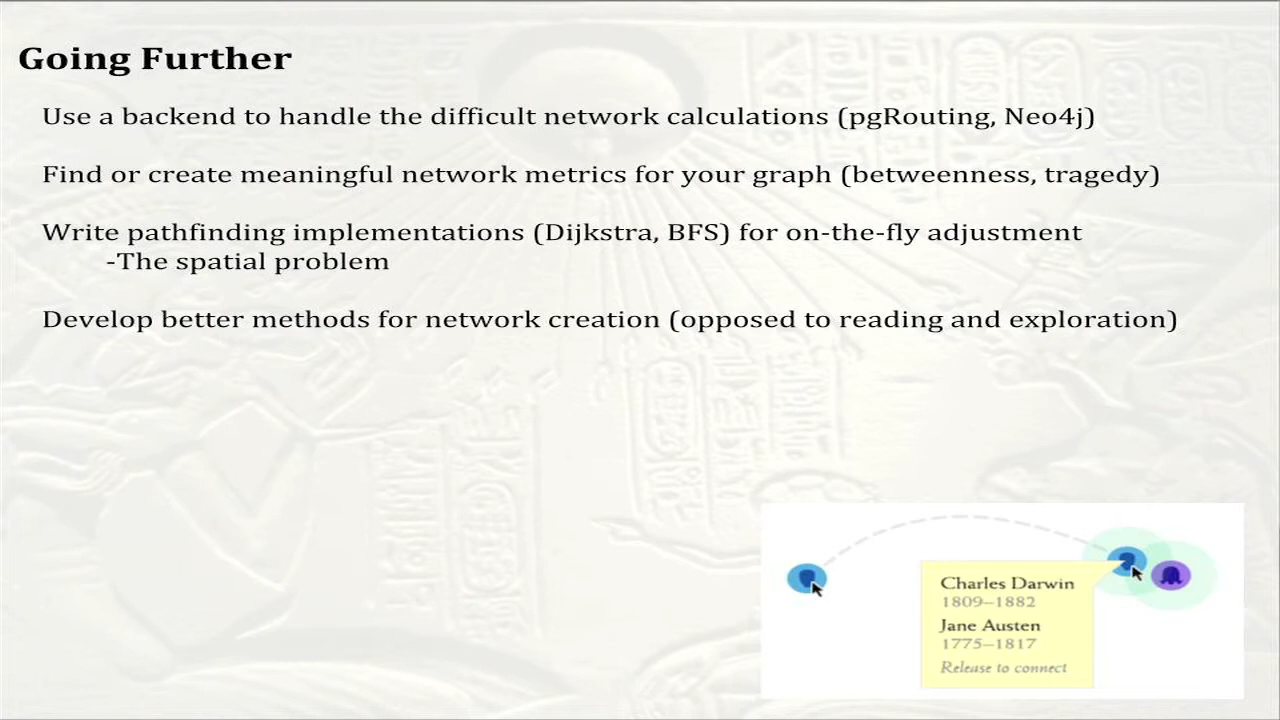 Going Further
Use a backend to handle the difficult network calculations (pgRouting, Neo4j)
Find or create meaningful network metrics for your graph (betweenness, tragedy)
Write pathfinding implementations (Dijkstra, BFS) for on-the-fly adjustment
-The spatial problem
Develop better methods for network creation (opposed to reading and exploration)
Charles Darwin
1809–1882
Jane Austen
1775–1817
Release to connect